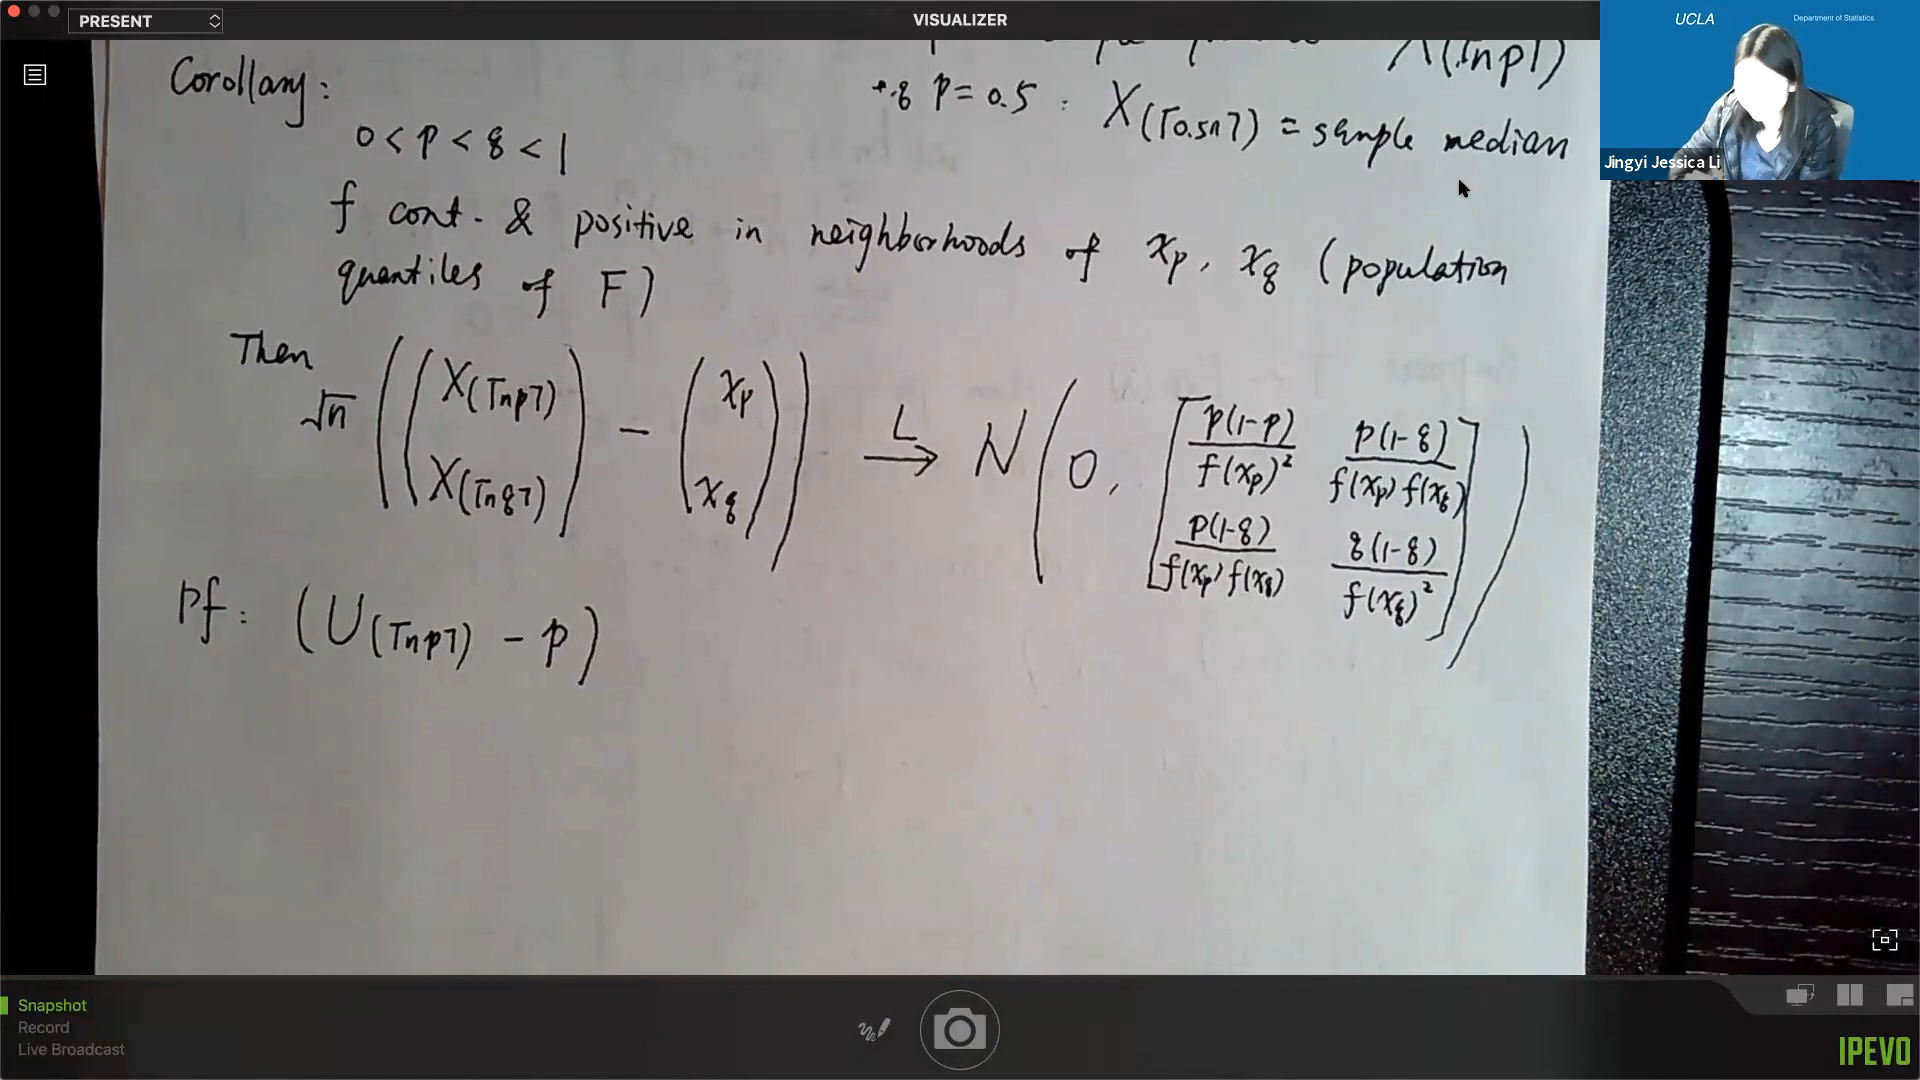 PRESENT
VISUALIZER
UCLA
Department of Statistics
Jingyi Jessica Li
X(⌈np⌉)
p = 0.5 : X(⌈0.5n⌉) = sample median
Corollary:
0 < p < q < 1
f cont. & positive in neighborhoods of xp, xq (population
quantiles of F)
Then
√n ( ( X(⌈np⌉) X(⌈nq⌉) ) − ( xp xq ) ) →L N ( 0, [ p(1-p)/f(xp)² p(1-q)/f(xp)f(xq)
p(1-q)/f(xp)f(xq) q(1-q)/f(xq)² ] )
Pf: (U(⌈np⌉) − p)
Snapshot
Record
Live Broadcast
IPEVO